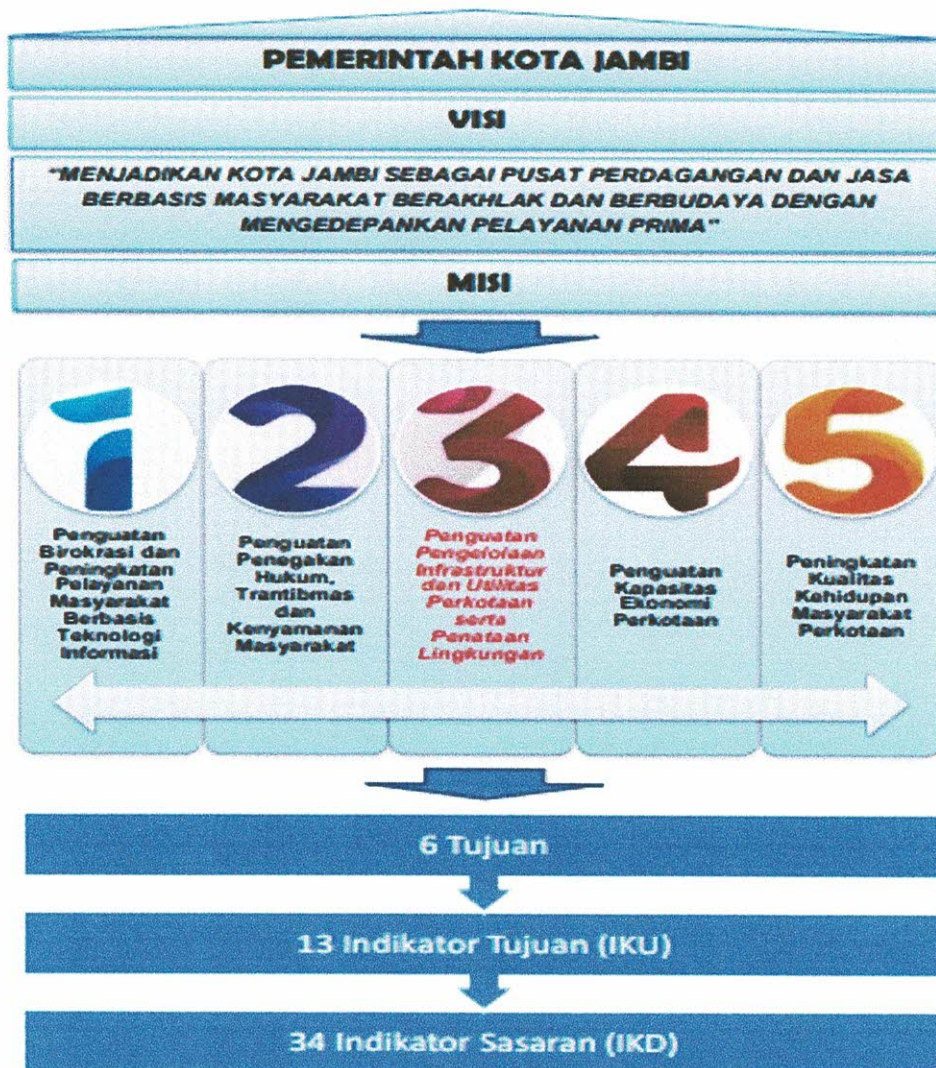 PEMERINTAH KOTA JAMBI
VISI
"MENJADIKAN KOTA JAMBI SEBAGAI PUSAT PERDAGANGAN DAN JASA
BERBASIS MASYARAKAT BERAKHLAK DAN BERBUDAYA DENGAN
MENGEDEPANKAN PELAYANAN PRIMA"
MISI
1
Penguatan
Birokrasi dan
Peningkatan
Pelayanan
Masyarakat
Berbasis
Teknologi
Informasi
2
Penguatan
Penegakan
Hukum,
Trantibmas
dan
Kenyamanan
Masyarakat
3
Penguatan
Pengelolaan
Infrastruktur
dan Utilitas
Perkotaan
serta
Penataan
Lingkungan
4
Penguatan
Kapasitas
Ekonomi
Perkotaan
5
Peningkatan
Kualitas
Kehidupan
Masyarakat
Perkotaan
6 Tujuan
13 Indikator Tujuan (IKU)
34 Indikator Sasaran (IKD)